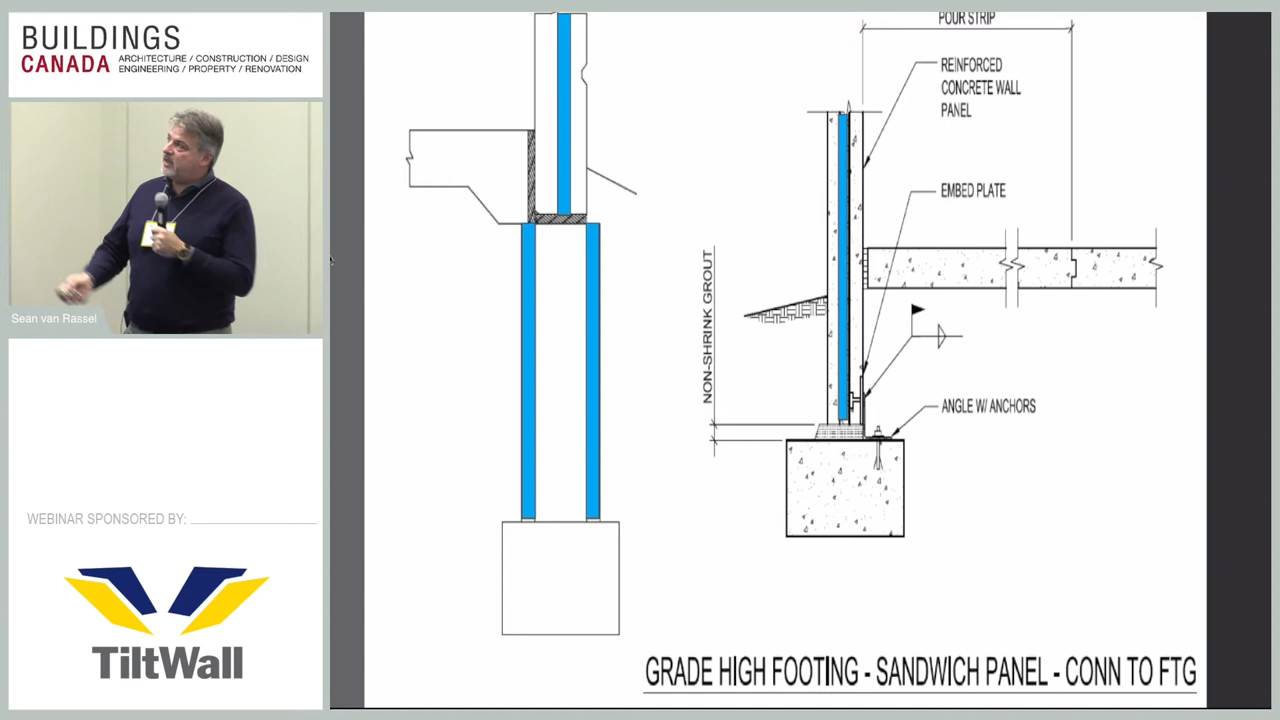 BUILDINGS
CANADA
ARCHITECTURE / CONSTRUCTION / DESIGN
ENGINEERING / PROPERTY / RENOVATION
Sean van Rassel
WEBINAR SPONSORED BY:
TiltWall
POUR STRIP
REINFORCED
CONCRETE WALL
PANEL
EMBED PLATE
NON-SHRINK GROUT
ANGLE W/ ANCHORS
GRADE HIGH FOOTING - SANDWICH PANEL - CONN TO FTG